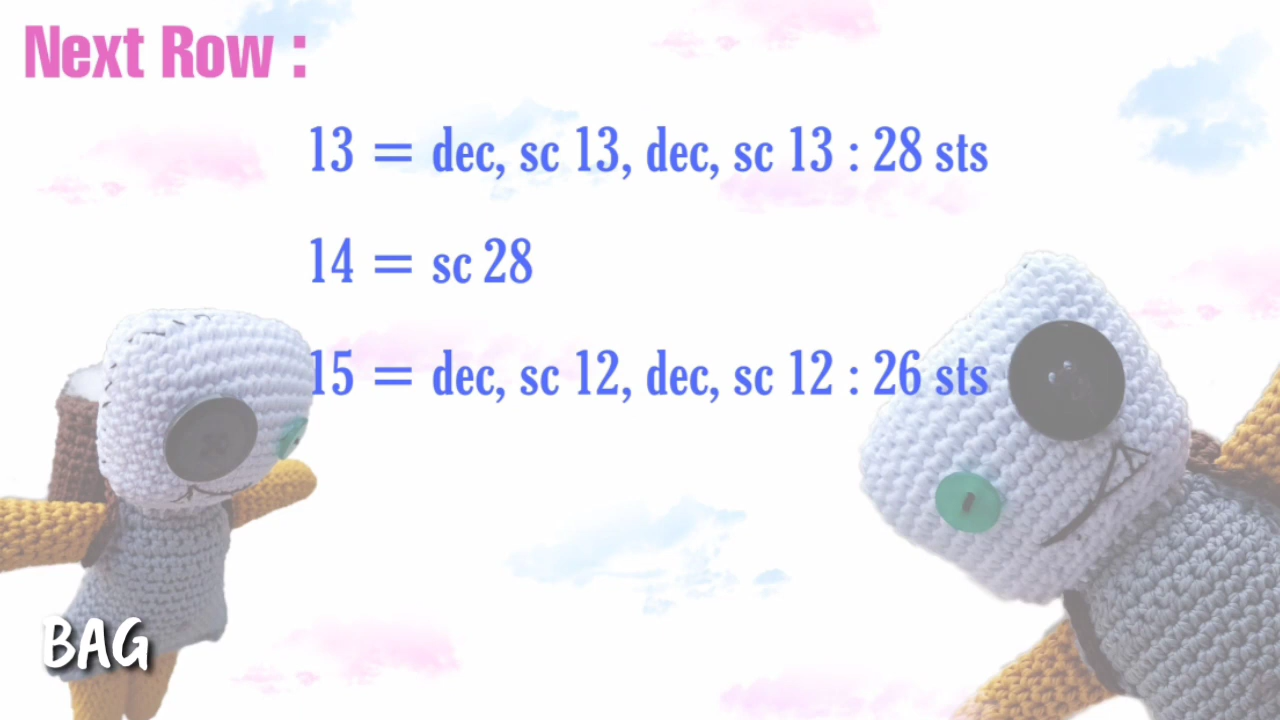 Next Row :
13 = dec, sc 13, dec, sc 13 : 28 sts
14 = sc 28
15 = dec, sc 12, dec, sc 12 : 26 sts
BAG